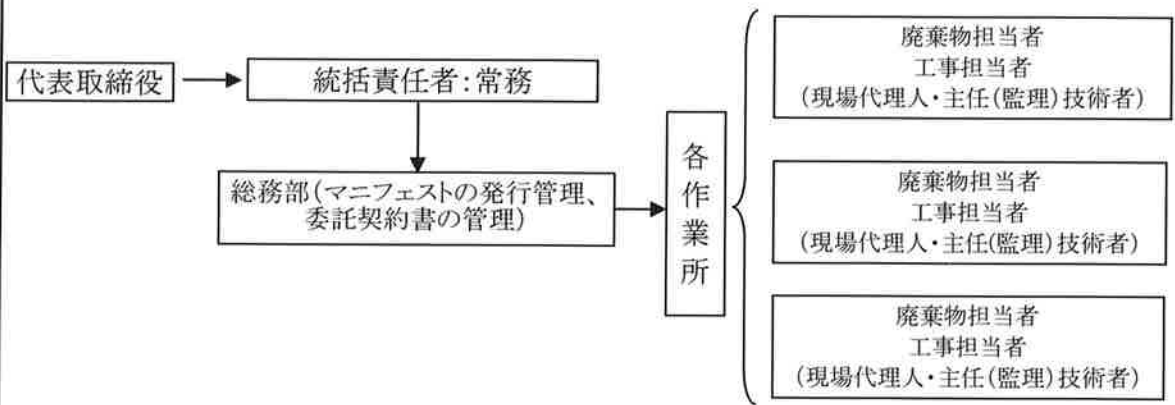 代表取締役
統括責任者:常務
総務部(マニフェストの発行管理、
委託契約書の管理)
各作業所
廃棄物担当者
工事担当者
(現場代理人・主任(監理)技術者)
廃棄物担当者
工事担当者
(現場代理人・主任(監理)技術者)
廃棄物担当者
工事担当者
(現場代理人・主任(監理)技術者)